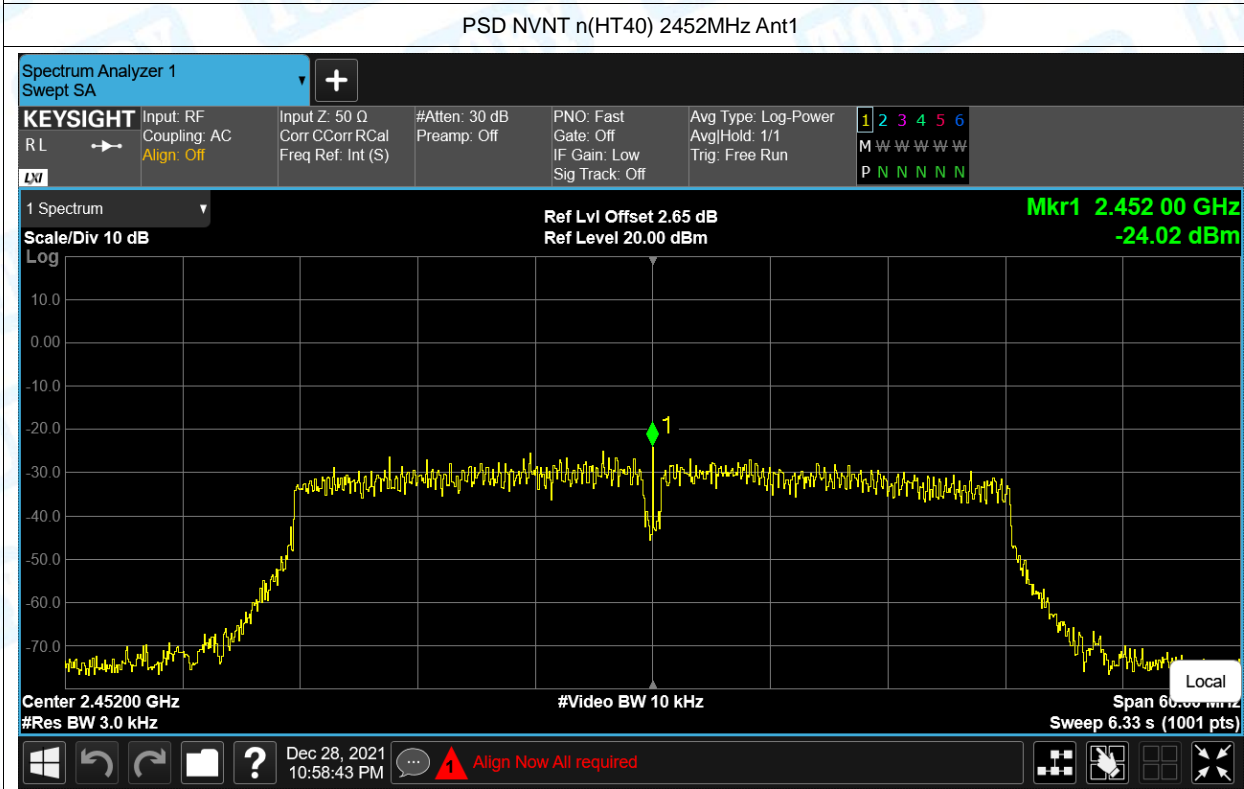 PSD NVNT n(HT40) 2452MHz Ant1
Spectrum Analyzer 1
Swept SA
KEYSIGHT
RL
LXI
Input: RF
Coupling: AC
Align: Off
Input Z: 50 Ω
Corr CCorr RCal
Freq Ref: Int (S)
#Atten: 30 dB
Preamp: Off
PNO: Fast
Gate: Off
IF Gain: Low
Sig Track: Off
Avg Type: Log-Power
Avg|Hold: 1/1
Trig: Free Run
1 2 3 4 5 6
M W W W W W
P N N N N N
1 Spectrum
Scale/Div 10 dB
Ref Lvl Offset 2.65 dB
Ref Level 20.00 dBm
Mkr1 2.452 00 GHz
-24.02 dBm
Log
10.0
0.00
-10.0
-20.0
-30.0
-40.0
-50.0
-60.0
-70.0
1
Local
Center 2.45200 GHz
#Res BW 3.0 kHz
#Video BW 10 kHz
Span 60.00 MHz
Sweep 6.33 s (1001 pts)
?
Dec 28, 2021
10:58:43 PM
1
Align Now All required